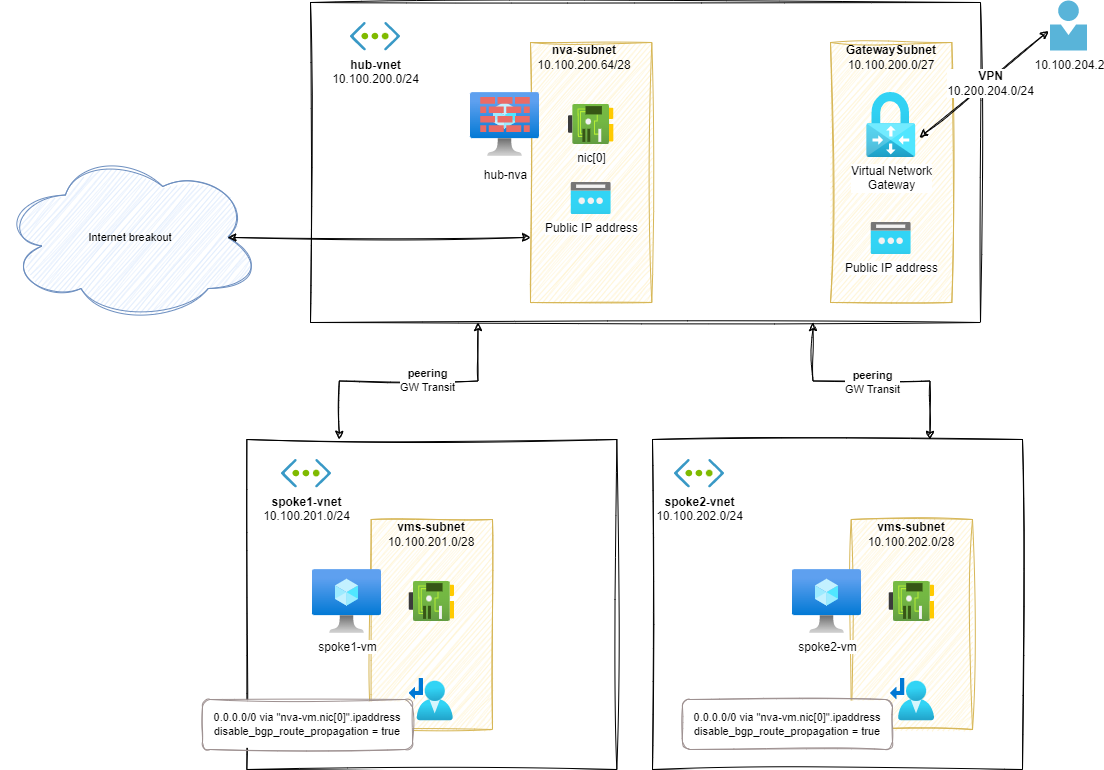 hub-vnet
10.100.200.0/24
nva-subnet
10.100.200.64/28
hub-nva
nic[0]
Public IP address
GatewaySubnet
10.100.200.0/27
Virtual Network
Gateway
Public IP address
VPN
10.200.204.0/24
10.100.204.2
Internet breakout
peering
GW Transit
peering
GW Transit
spoke1-vnet
10.100.201.0/24
vms-subnet
10.100.201.0/28
spoke1-vm
0.0.0.0/0 via "nva-vm.nic[0]".ipaddress
disable_bgp_route_propagation = true
spoke2-vnet
10.100.202.0/24
vms-subnet
10.100.202.0/28
spoke2-vm
0.0.0.0/0 via "nva-vm.nic[0]".ipaddress
disable_bgp_route_propagation = true